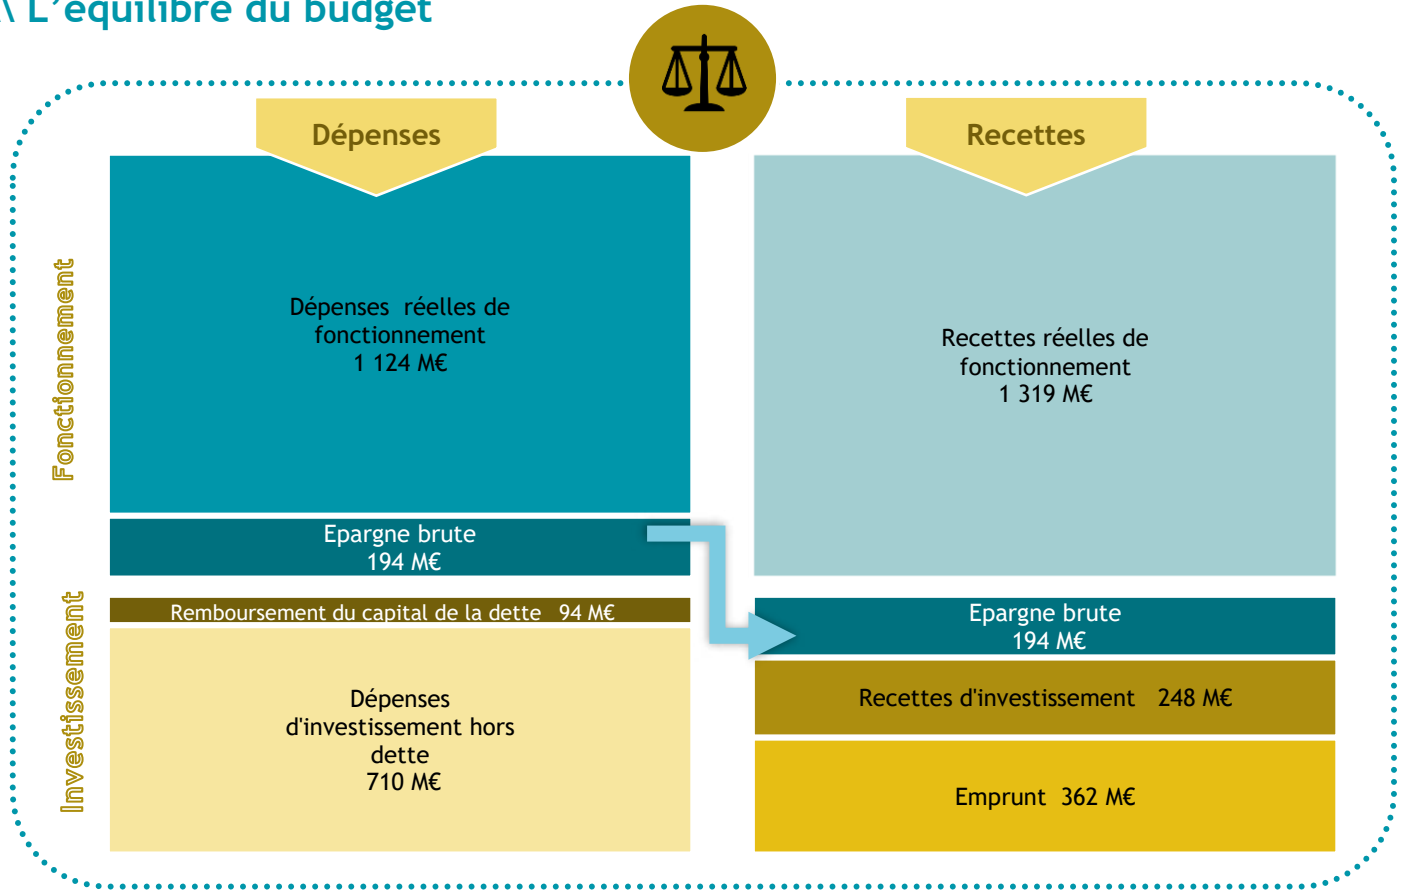 \ L’équilibre du budget
Dépenses
Recettes
Fonctionnement
Dépenses réelles de
fonctionnement
1 124 M€
Recettes réelles de
fonctionnement
1 319 M€
Epargne brute
194 M€
Investissement
Remboursement du capital de la dette 94 M€
Epargne brute
194 M€
Dépenses
d'investissement hors
dette
710 M€
Recettes d'investissement 248 M€
Emprunt 362 M€